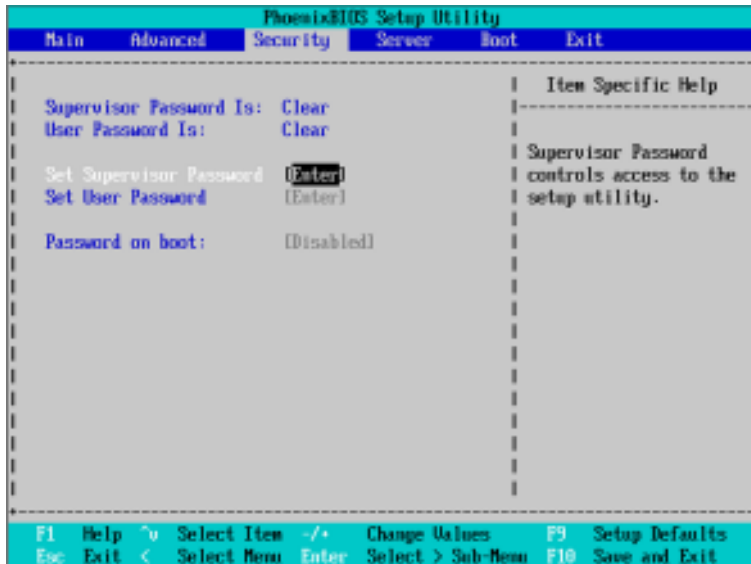 PhoenixBIOS Setup Utility
Main Advanced Security Server Boot Exit
Item Specific Help
Supervisor Password Is: Clear
User Password Is: Clear
Supervisor Password
Set Supervisor Password [Enter] controls access to the
Set User Password [Enter] setup utility.
Password on boot: [Disabled]
F1 Help ^v Select Item -/+ Change Values F9 Setup Defaults
Esc Exit < Select Menu Enter Select > Sub-Menu F10 Save and Exit